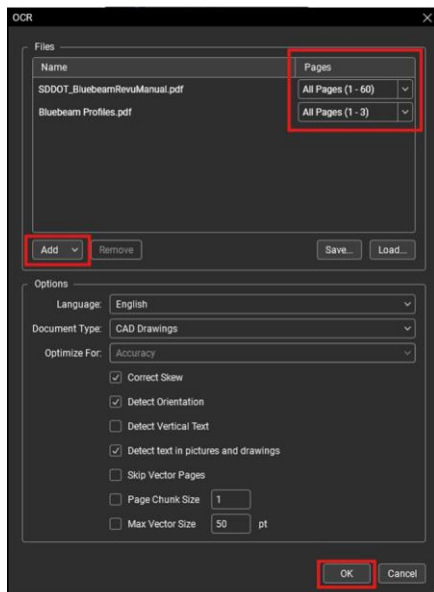 OCR
Files
Name Pages
SDDOT_BluebeamRevuManual.pdf All Pages (1 - 60)
Bluebeam Profiles.pdf All Pages (1 - 3)
Add Remove Save... Load...
Options
Language: English
Document Type: CAD Drawings
Optimize For: Accuracy
Correct Skew
Detect Orientation
Detect Vertical Text
Detect text in pictures and drawings
Skip Vector Pages
Page Chunk Size 1
Max Vector Size 50 pt
OK Cancel